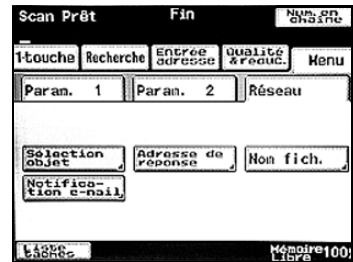 Scan Prêt Fin Num.en
chaîne
1-touche Recherche Entrée
adresse Qualité
&réduc. Menu
Param. 1 Param. 2 Réseau
Sélection
objet Adresse de
réponse Nom fich.
Notifica-
tion e-mail
Liste
tâches Mémoire
Libre 100